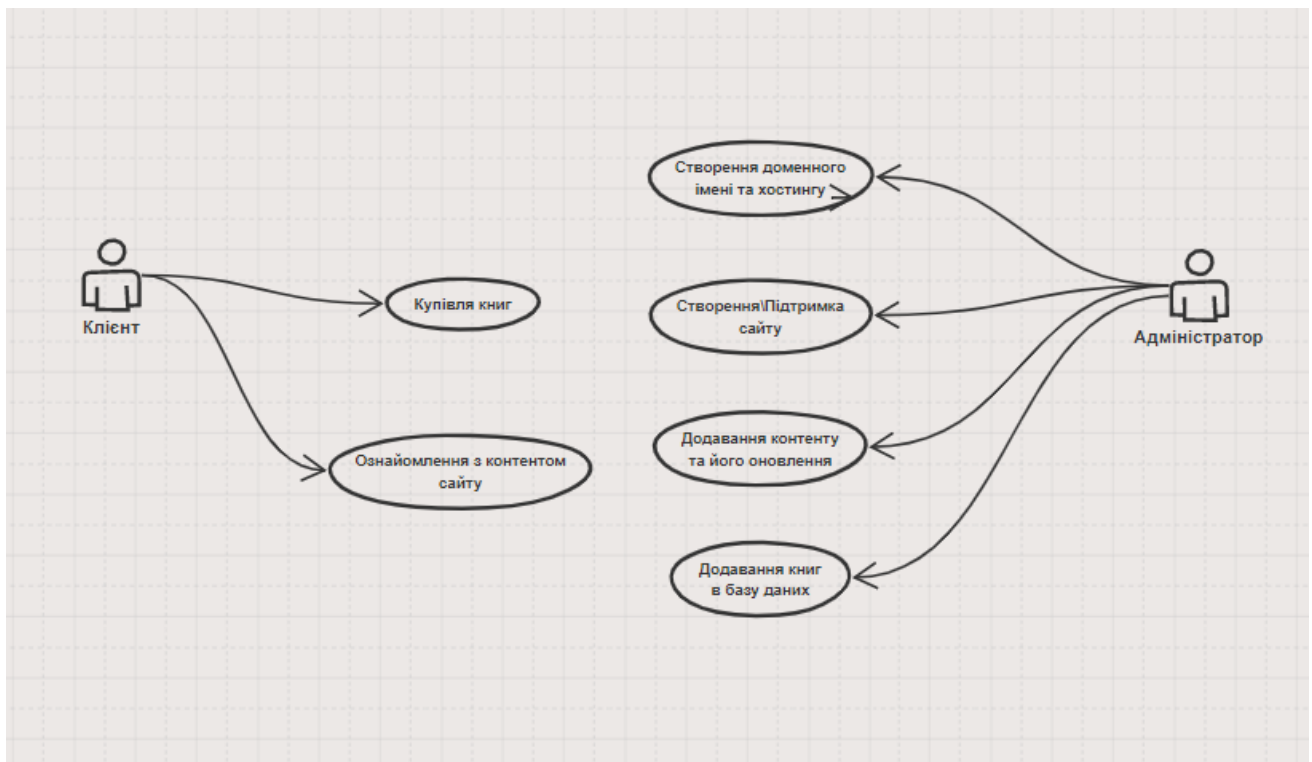 Клієнт
Купівля книг
Ознайомлення з контентом
сайту
Створення доменного
імені та хостингу
Створення\Підтримка
сайту
Додавання контенту
та його оновлення
Додавання книг
в базу даних
Адміністратор